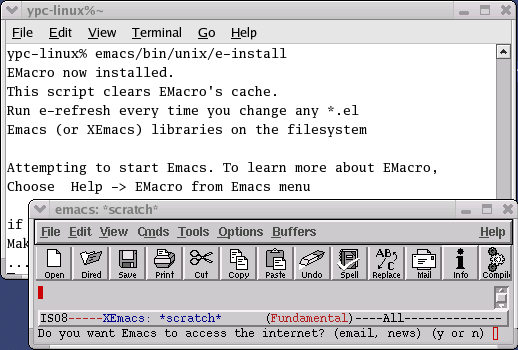 ypc-linux%~
File Edit View Terminal Go Help
ypc-linux% emacs/bin/unix/e-install
EMacro now installed.
This script clears EMacro's cache.
Run e-refresh every time you change any *.el
Emacs (or XEmacs) libraries on the filesystem
Attempting to start Emacs. To learn more about EMacro,
Choose Help -> EMacro from Emacs menu
if
Mak
...
emacs: *scratch*
File Edit View Cmds Tools Options Buffers Help
Open Dired Save Print Cut Copy Paste Undo Spell Replace Mail Info Compile
ISO8-----XEmacs: *scratch* (Fundamental)----All--------------
Do you want Emacs to access the internet? (email, news) (y or n)